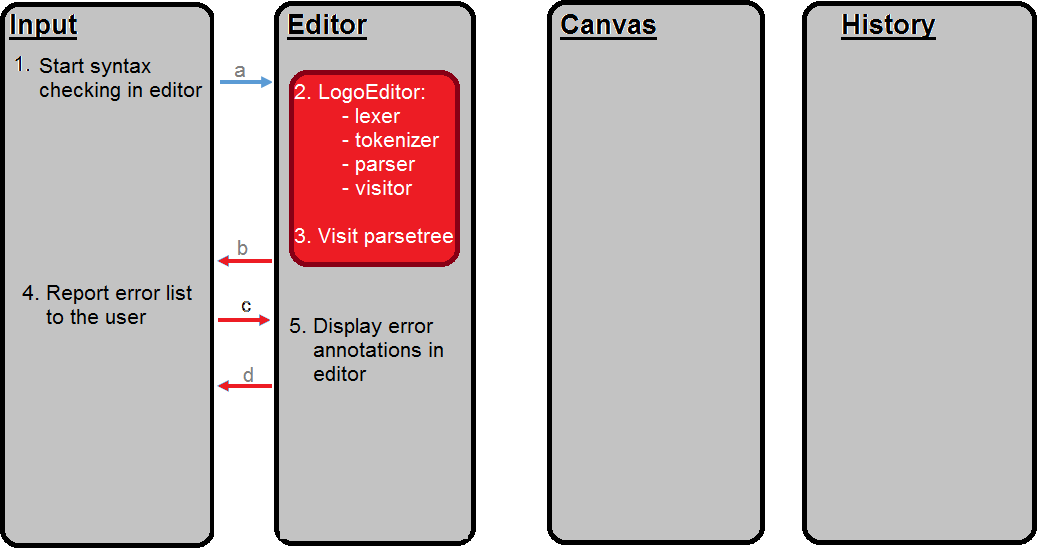 Input
Editor
Canvas
History
1. Start syntax
checking in editor
a
2. LogoEditor:
- lexer
- tokenizer
- parser
- visitor
3. Visit parsetree
b
4. Report error list
to the user
c
5. Display error
annotations in
editor
d